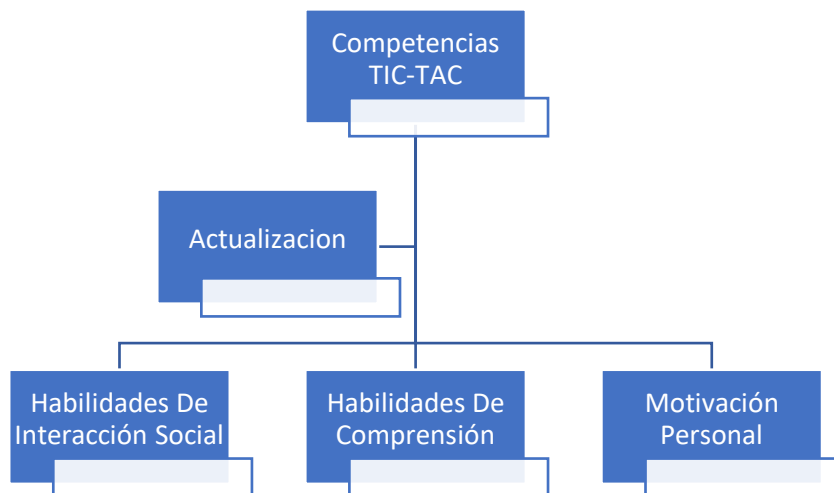 Competencias
TIC-TAC
Actualizacion
Habilidades De
Interacción Social
Habilidades De
Comprensión
Motivación
Personal